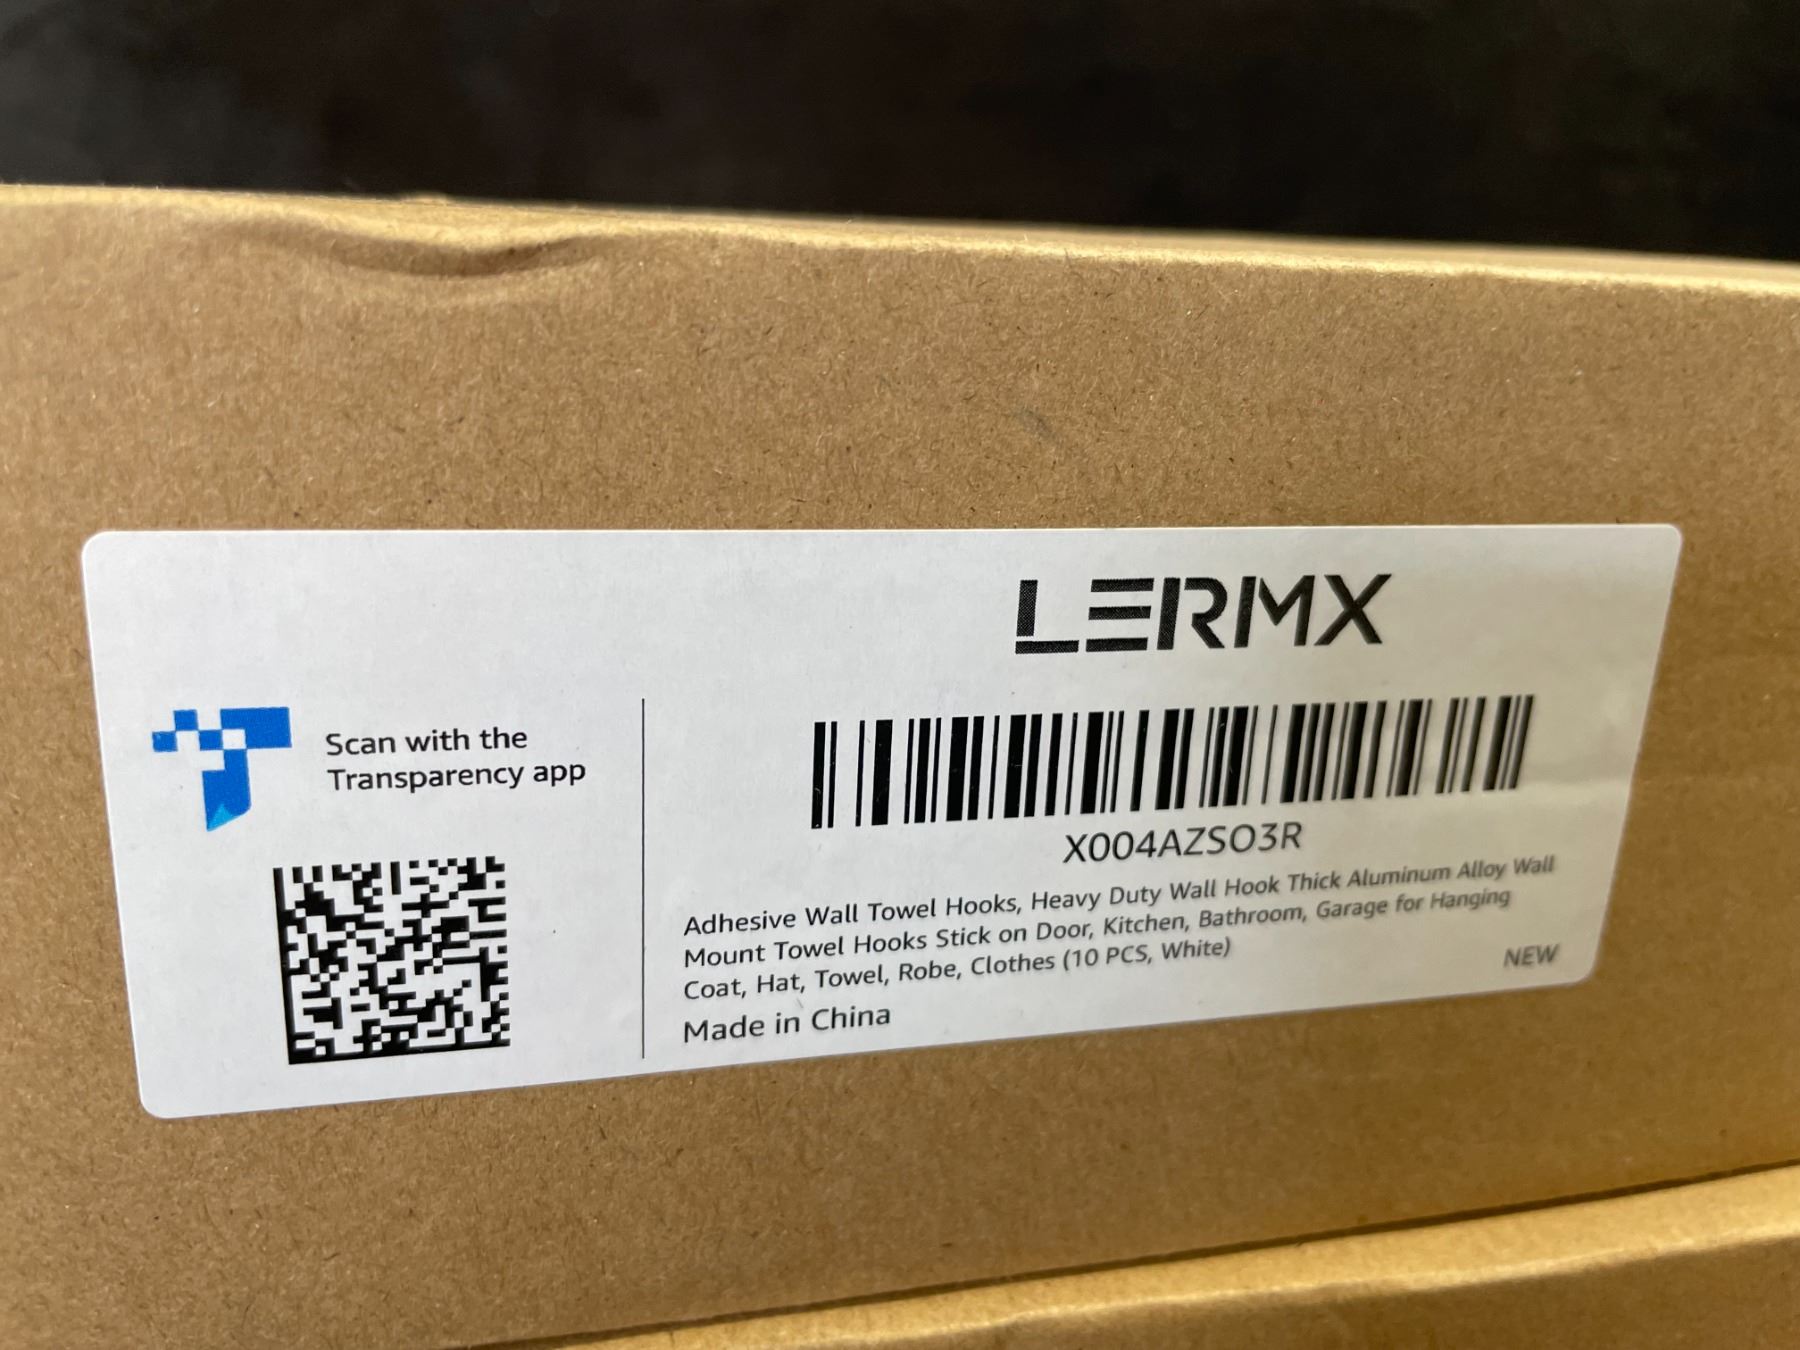 LERMX
Scan with the
Transparency app
X004AZSO3R
Adhesive Wall Towel Hooks, Heavy Duty Wall Hook Thick Aluminum Alloy Wall
Mount Towel Hooks Stick on Door, Kitchen, Bathroom, Garage for Hanging
Coat, Hat, Towel, Robe, Clothes (10 PCS, White)
NEW
Made in China